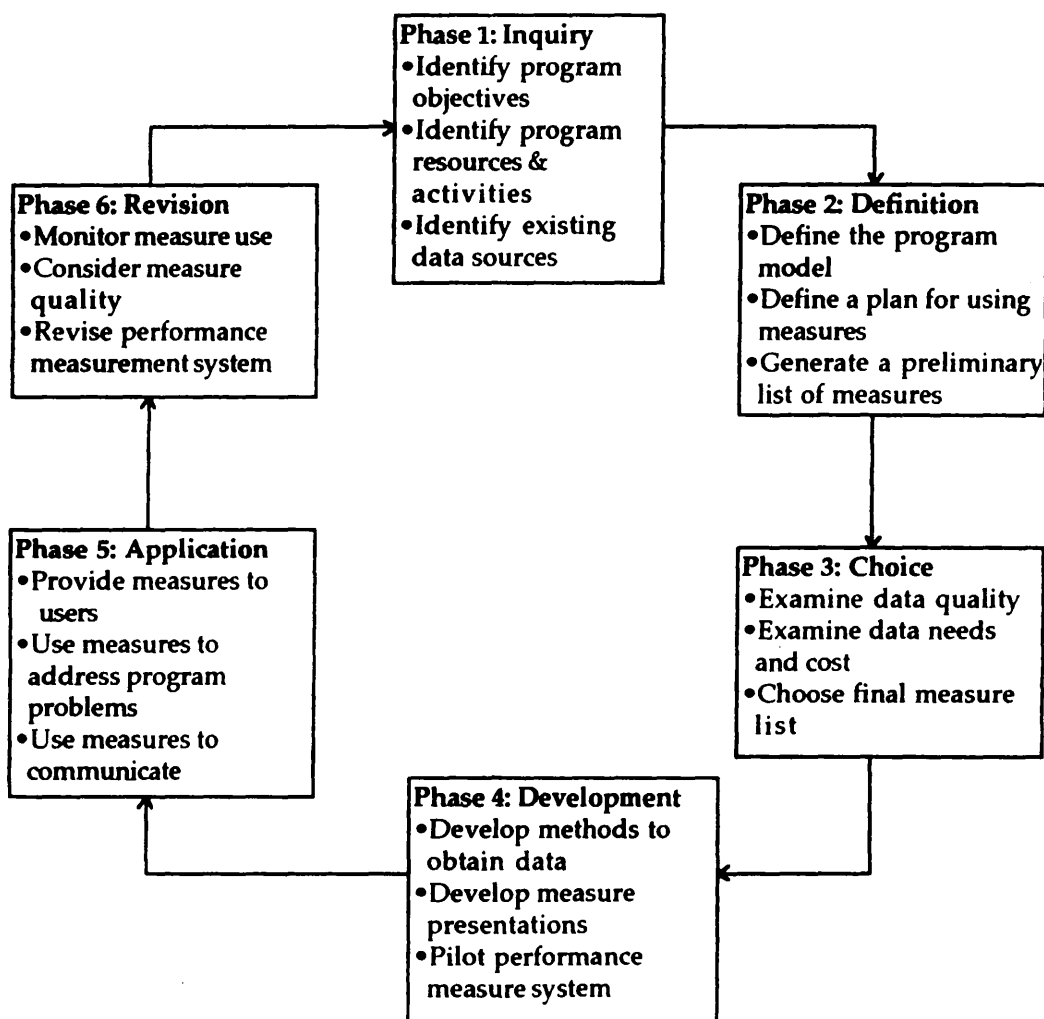 Phase 1: Inquiry
•Identify program
objectives
•Identify program
resources &
activities
•Identify existing
data sources
Phase 2: Definition
•Define the program
model
•Define a plan for using
measures
•Generate a preliminary
list of measures
Phase 3: Choice
•Examine data quality
•Examine data needs
and cost
•Choose final measure
list
Phase 4: Development
•Develop methods to
obtain data
•Develop measure
presentations
•Pilot performance
measure system
Phase 5: Application
•Provide measures to
users
•Use measures to
address program
problems
•Use measures to
communicate
Phase 6: Revision
•Monitor measure use
•Consider measure
quality
•Revise performance
measurement system